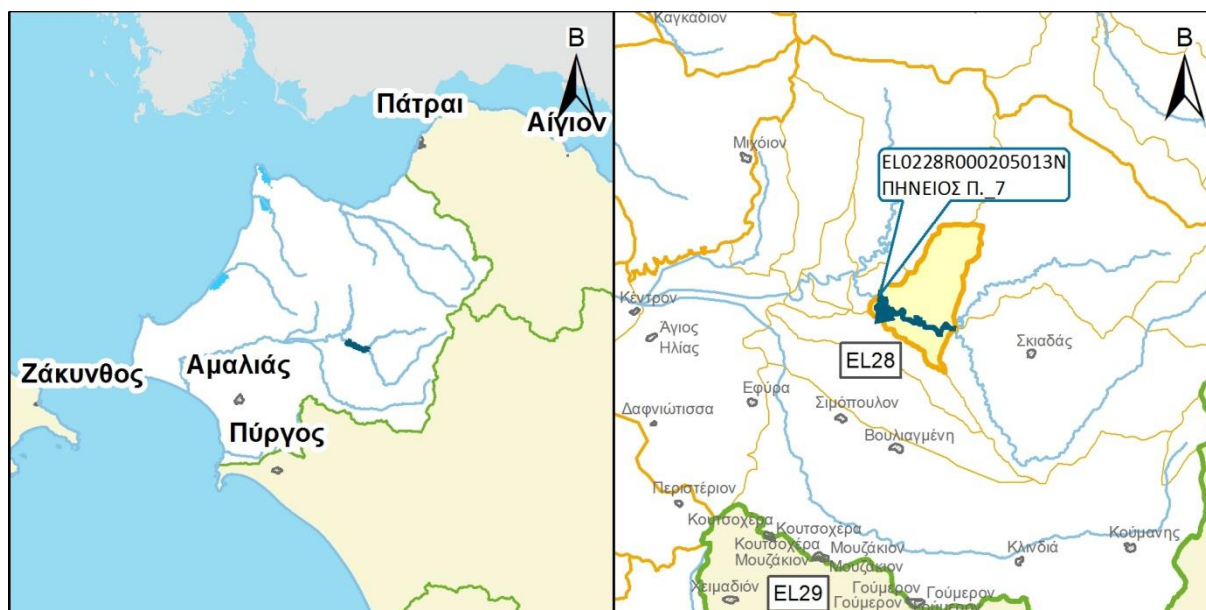 Β
Πάτραι
Αίγιον
Ζάκυνθος
Αμαλιάς
Πύργος
Καγκάδιον
Β
Μιχόιον
EL0228R000205013N
ΠΗΝΕΙΟΣ Π._7
Κέντρον
Άγιος
Ηλίας
Σκιαδάς
EL28
Εφύρα
Δαφνιώτισσα
Σιμόπουλον
Βουλιαγμένη
Περιστέριον
Κουτσοχέρα
Κουτσοχέρα
Κουτσοχέρα
Μουζάκιον
Μουζάκιον
Μουζάκιον
Κλινδιά
Κούμανης
Χειμαδιόν
EL29
Γούμερον
Γούμερον
Γούμερον
Γούμερον